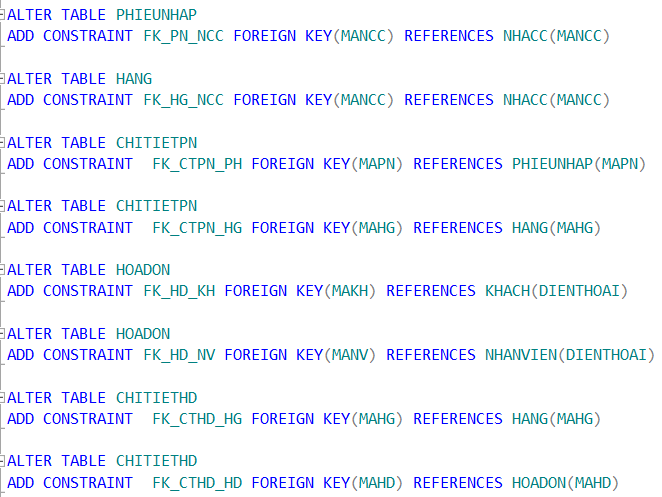 ALTER TABLE PHIEUNHAP
ADD CONSTRAINT FK_PN_NCC FOREIGN KEY(MANCC) REFERENCES NHACC(MANCC)
ALTER TABLE HANG
ADD CONSTRAINT FK_HG_NCC FOREIGN KEY(MANCC) REFERENCES NHACC(MANCC)
ALTER TABLE CHITIETPN
ADD CONSTRAINT  FK_CTPN_PH FOREIGN KEY(MAPN) REFERENCES PHIEUNHAP(MAPN)
ALTER TABLE CHITIETPN
ADD CONSTRAINT  FK_CTPN_HG FOREIGN KEY(MAHG) REFERENCES HANG(MAHG)
ALTER TABLE HOADON
ADD CONSTRAINT FK_HD_KH FOREIGN KEY(MAKH) REFERENCES KHACH(DIENTHOAI)
ALTER TABLE HOADON
ADD CONSTRAINT FK_HD_NV FOREIGN KEY(MANV) REFERENCES NHANVIEN(DIENTHOAI)
ALTER TABLE CHITIETHD
ADD CONSTRAINT  FK_CTHD_HG FOREIGN KEY(MAHG) REFERENCES HANG(MAHG)
ALTER TABLE CHITIETHD
ADD CONSTRAINT  FK_CTHD_HD FOREIGN KEY(MAHD) REFERENCES HOADON(MAHD)